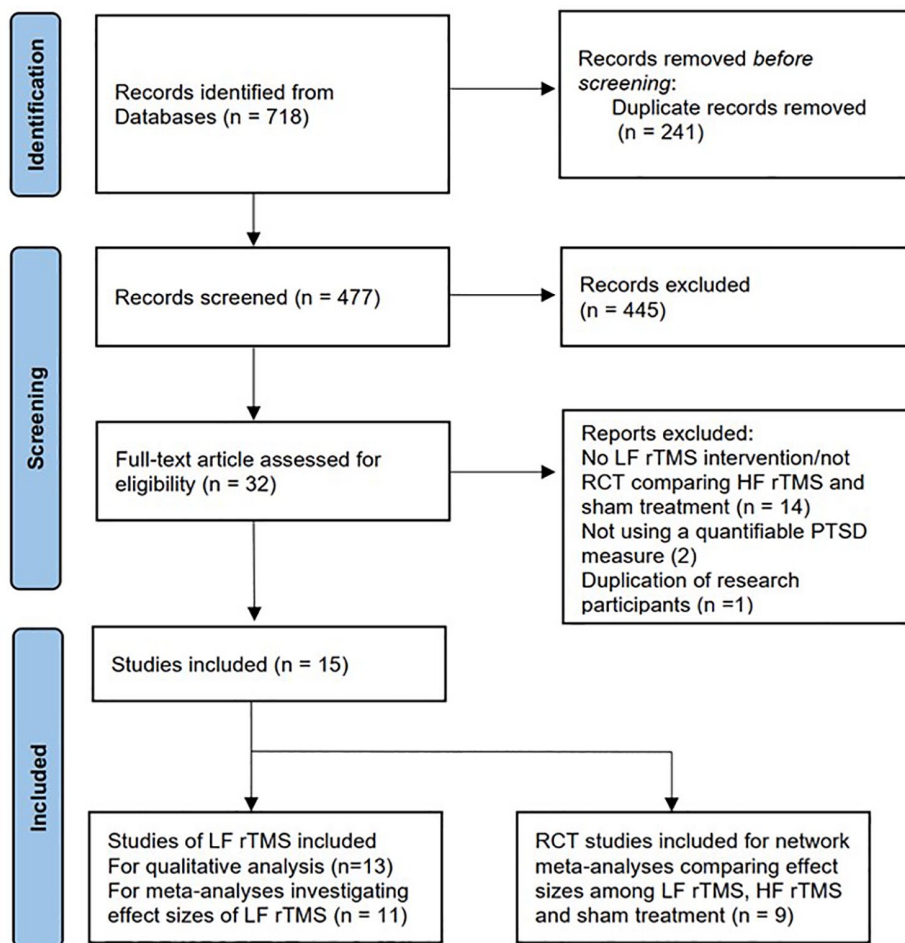 Identification
Records identified from
Databases (n = 718)
Records removed before
screening:
Duplicate records removed
(n = 241)
Screening
Records screened (n = 477)
Records excluded
(n = 445)
Full-text article assessed for
eligibility (n = 32)
Reports excluded:
No LF rTMS intervention/not
RCT comparing HF rTMS and
sham treatment (n = 14)
Not using a quantifiable PTSD
measure (2)
Duplication of research
participants (n =1)
Included
Studies included (n = 15)
Studies of LF rTMS included
For qualitative analysis (n=13)
For meta-analyses investigating
effect sizes of LF rTMS (n = 11)
RCT studies included for network
meta-analyses comparing effect
sizes among LF rTMS, HF rTMS
and sham treatment (n = 9)